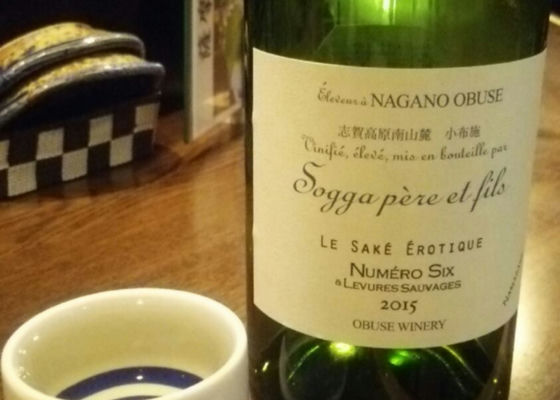 Éleveur à NAGANO OBUSE
志賀高原南山麓 小布施
Vinifié, élevé, mis en bouteille par
Sogga père et fils
LE SAKÉ ÉROTIQUE
NUMÉRO SIX
à LEVURES SAUVAGES
2015
OBUSE WINERY